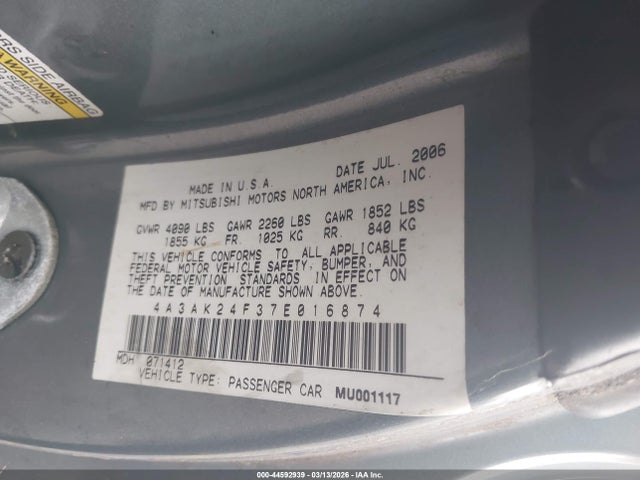 RS SIDE AIRBAG
WARNING
MADE IN U.S.A. DATE JUL. 2006
MFD BY MITSUBISHI MOTORS NORTH AMERICA, INC.
GVWR 4090 LBS GAWR 2260 LBS GAWR 1852 LBS
1855 KG FR. 1025 KG RR. 840 KG
THIS VEHICLE CONFORMS TO ALL APPLICABLE
FEDERAL MOTOR VEHICLE SAFETY, BUMPER, AND
THEFT PREVENTION STANDARDS IN EFFECT ON
THE DATE OF MANUFACTURE SHOWN ABOVE.
4A3AK24F37E016874
MDH 071412
VEHICLE TYPE: PASSENGER CAR MU001117
000-44592939 - 03/13/2026 - IAA Inc.